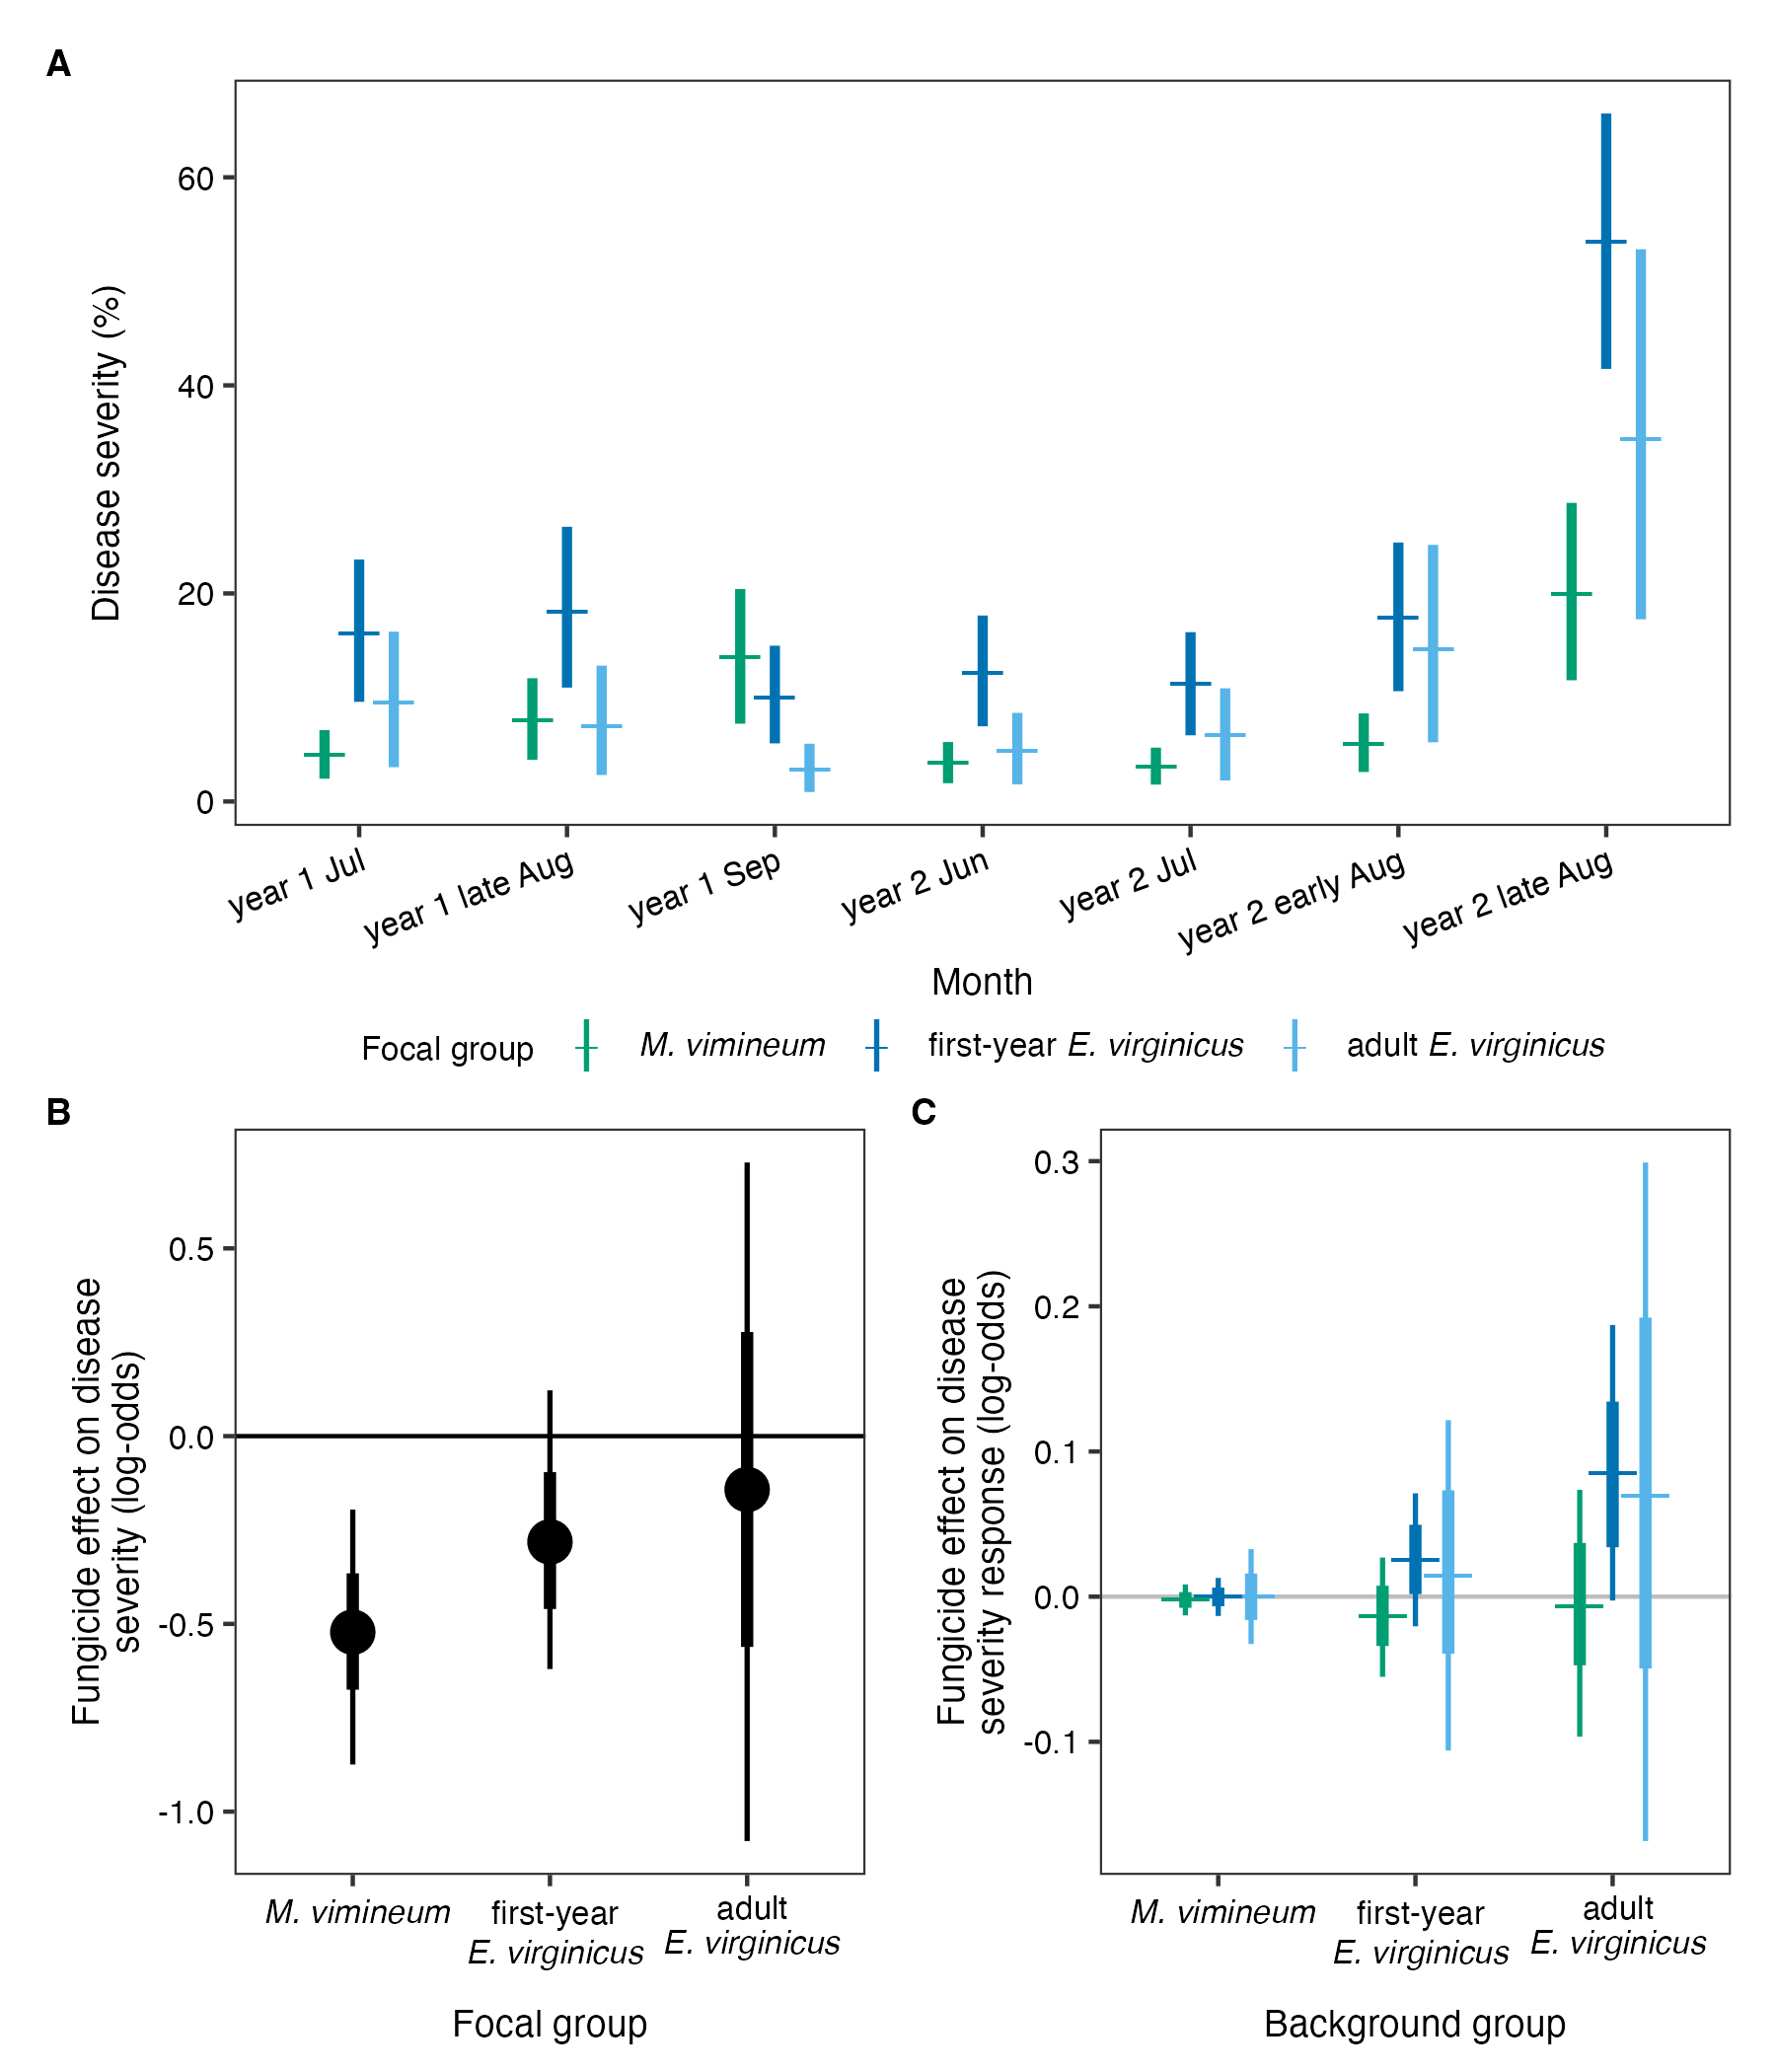 A
Disease severity (%)
60
40
20
0
year 1 Jul
year 1 late Aug
year 1 Sep
year 2 Jun
year 2 Jul
year 2 early Aug
year 2 late Aug
Month
Focal group M. vimineum first-year E. virginicus adult E. virginicus
B
Fungicide effect on disease
severity (log-odds)
0.5
0.0
-0.5
-1.0
M. vimineum
first-year
E. virginicus
adult
E. virginicus
Focal group
C
Fungicide effect on disease
severity response (log-odds)
0.3
0.2
0.1
0.0
-0.1
M. vimineum
first-year
E. virginicus
adult
E. virginicus
Background group